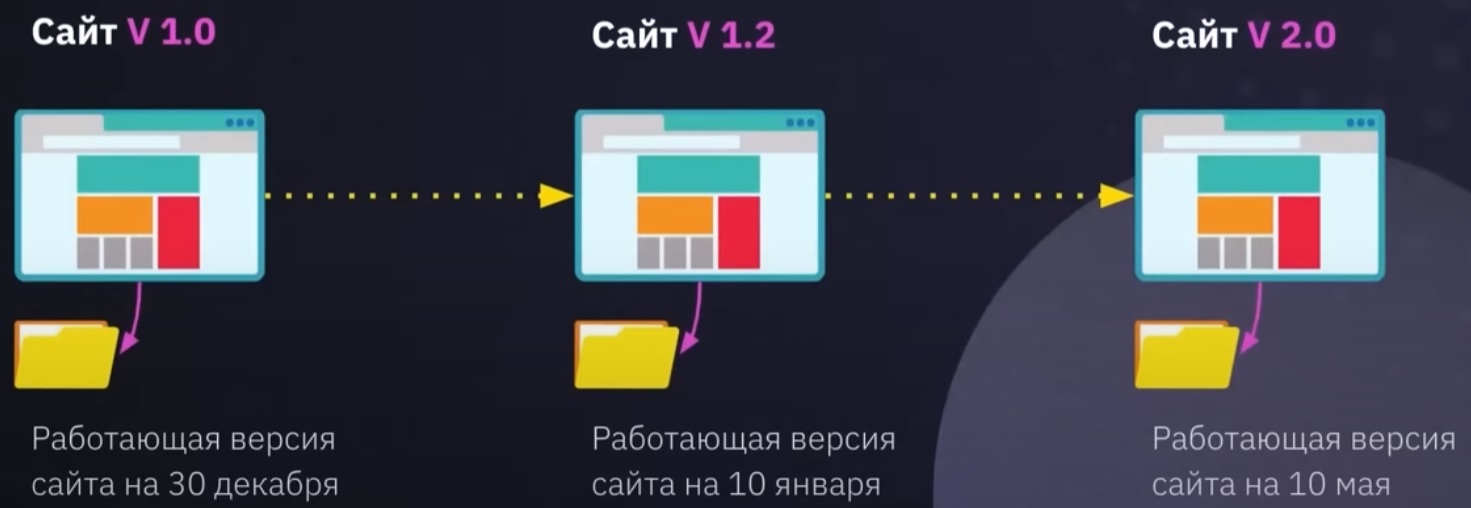 Сайт V 1.0
Сайт V 1.2
Сайт V 2.0
Работающая версия
сайта на 30 декабря
Работающая версия
сайта на 10 января
Работающая версия
сайта на 10 мая